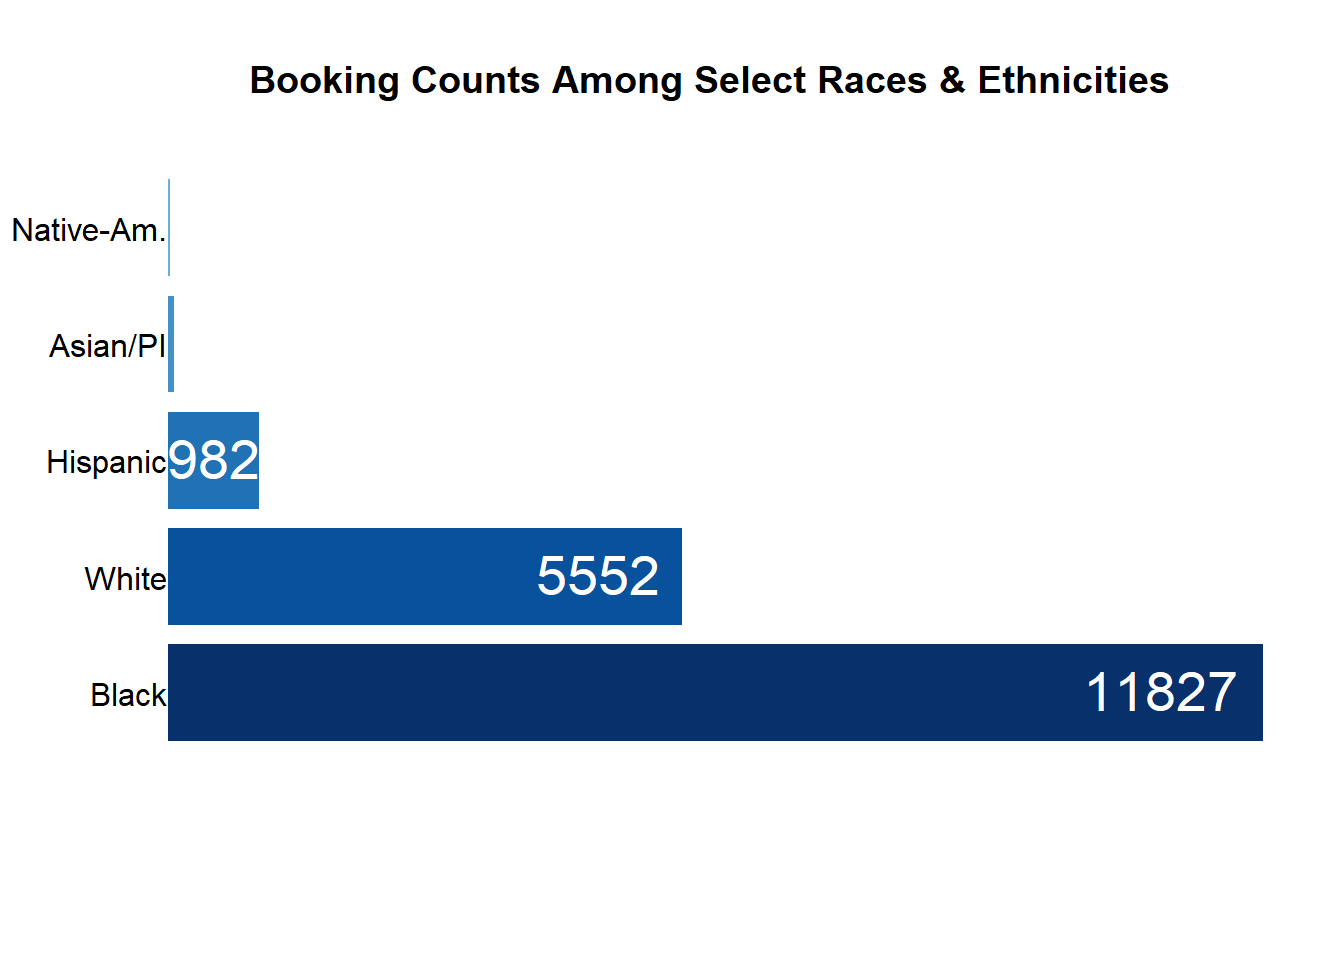 Booking Counts Among Select Races & Ethnicities
Native-Am.
Asian/PI
Hispanic 982
White 5552
Black 11827